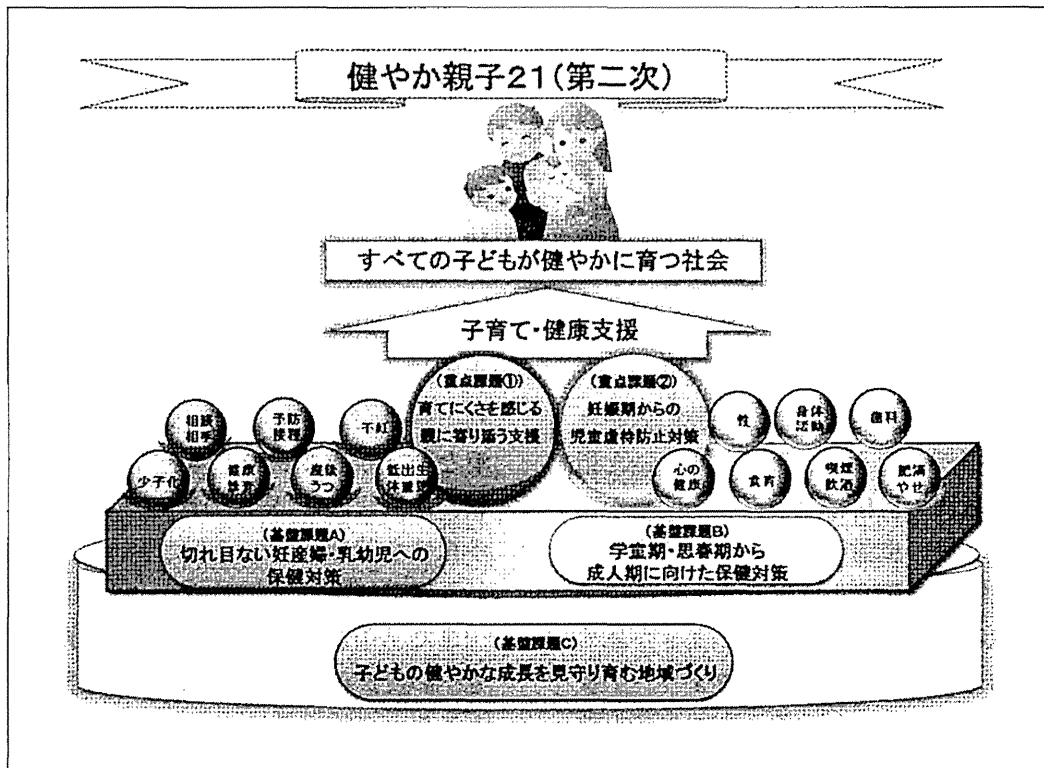 健やか親子21(第二次)
すべての子どもが健やかに育つ社会
子育て・健康支援
(重点課題①)
育てにくさを感じる
親に寄り添う支援
(重点課題②)
妊娠期からの
児童虐待防止対策
相談
相手
予防
接種
不妊
少子化
健康
診査
産後
うつ
低出生
体重児
性
身体
活動
歯科
心の
健康
食育
喫煙
飲酒
肥満
やせ
(基盤課題A)
切れ目ない妊産婦・乳幼児への
保健対策
(基盤課題B)
学童期・思春期から
成人期に向けた保健対策
(基盤課題C)
子どもの健やかな成長を見守り育む地域づくり